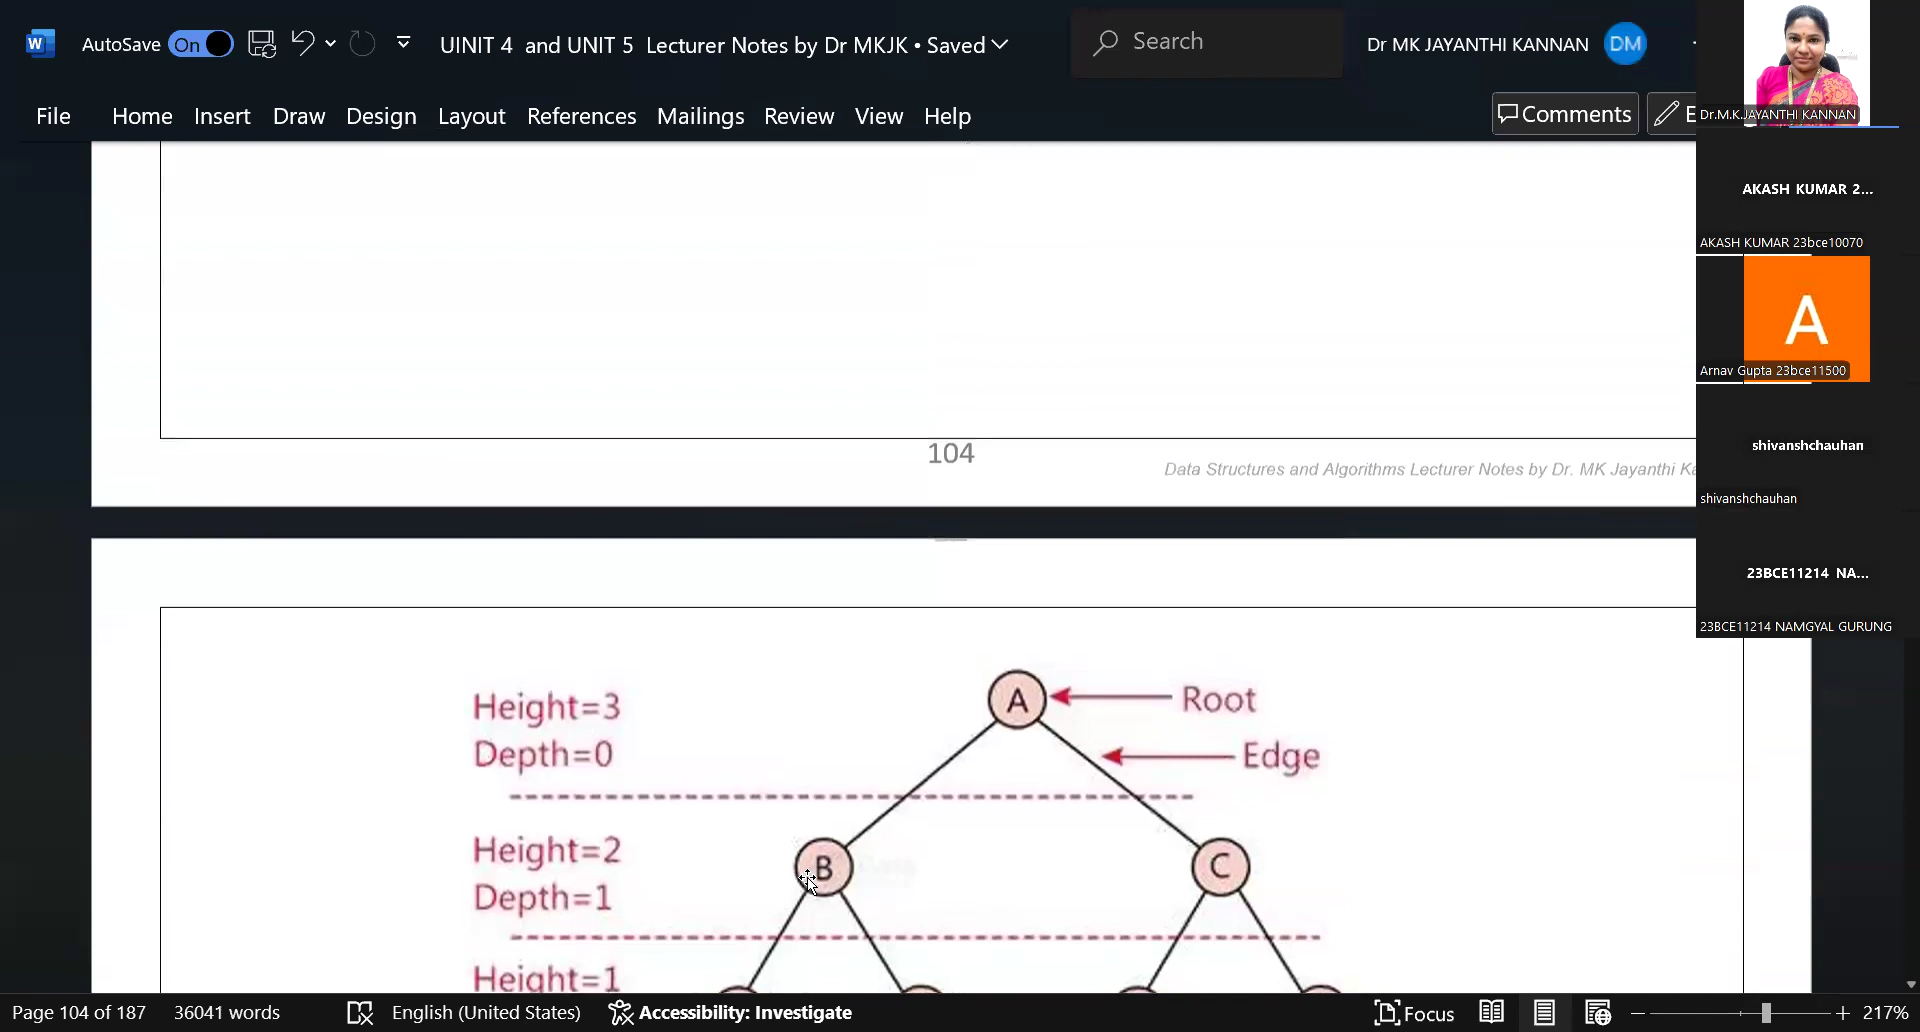 W AutoSave On UINIT 4 and UNIT 5 Lecturer Notes by Dr MKJK • Saved Search Dr MK JAYANTHI KANNAN DM
File Home Insert Draw Design Layout References Mailings Review View Help Comments E
Dr.M.K.JAYANTHI KANNAN
AKASH KUMAR 2...
AKASH KUMAR 23bce10070
A
Arnav Gupta 23bce11500
shivanshchauhan
shivanshchauhan
23BCE11214 NA...
23BCE11214 NAMGYAL GURUNG
104
Data Structures and Algorithms Lecturer Notes by Dr. MK Jayanthi Ka
Height=3
Depth=0
A
Root
Edge
Height=2
Depth=1
B
C
Height=1
Page 104 of 187 36041 words English (United States) Accessibility: Investigate Focus 217%